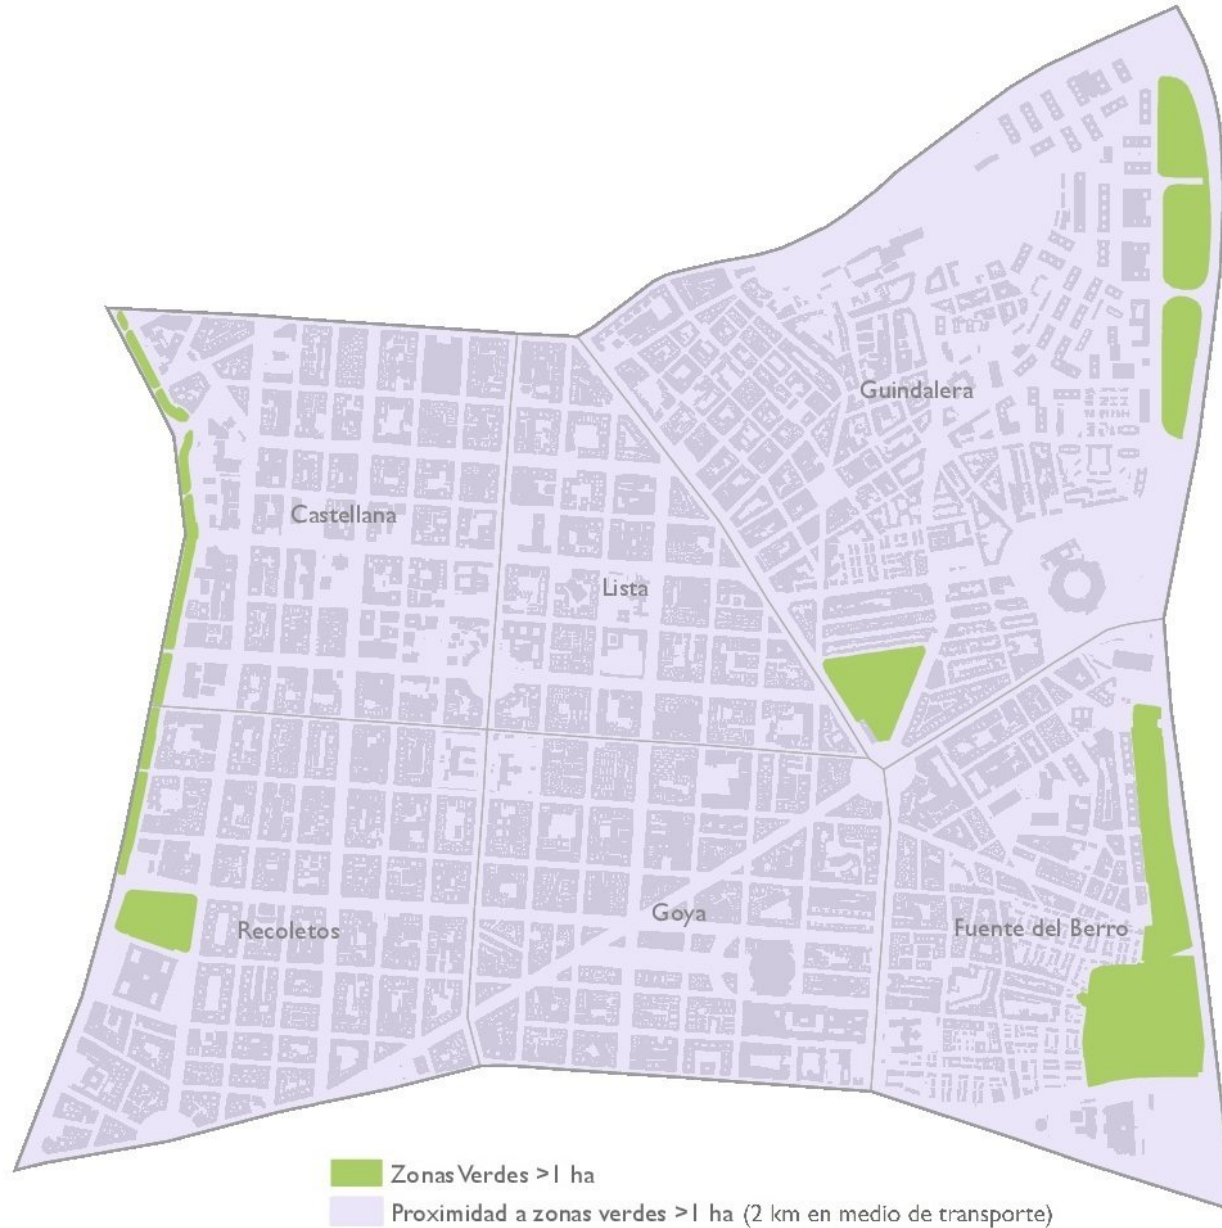 Guindalera
Castellana
Lista
Goya
Recoletos
Fuente del Berro
Zonas Verdes >1 ha
Proximidad a zonas verdes >1 ha (2 km en medio de transporte)